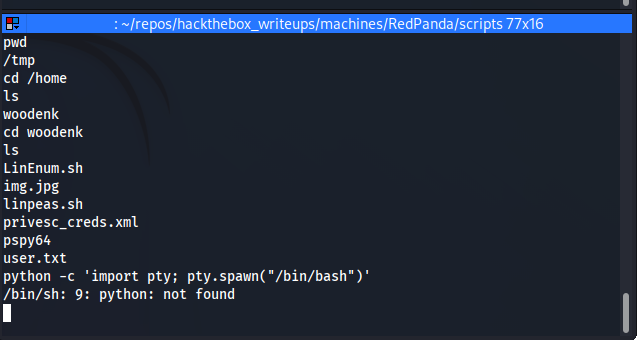 : ~/repos/hackthebox_writeups/machines/RedPanda/scripts 77x16
pwd
/tmp
cd /home
ls
woodenk
cd woodenk
ls
LinEnum.sh
img.jpg
linpeas.sh
privesc_creds.xml
pspy64
user.txt
python -c 'import pty; pty.spawn("/bin/bash")'
/bin/sh: 9: python: not found